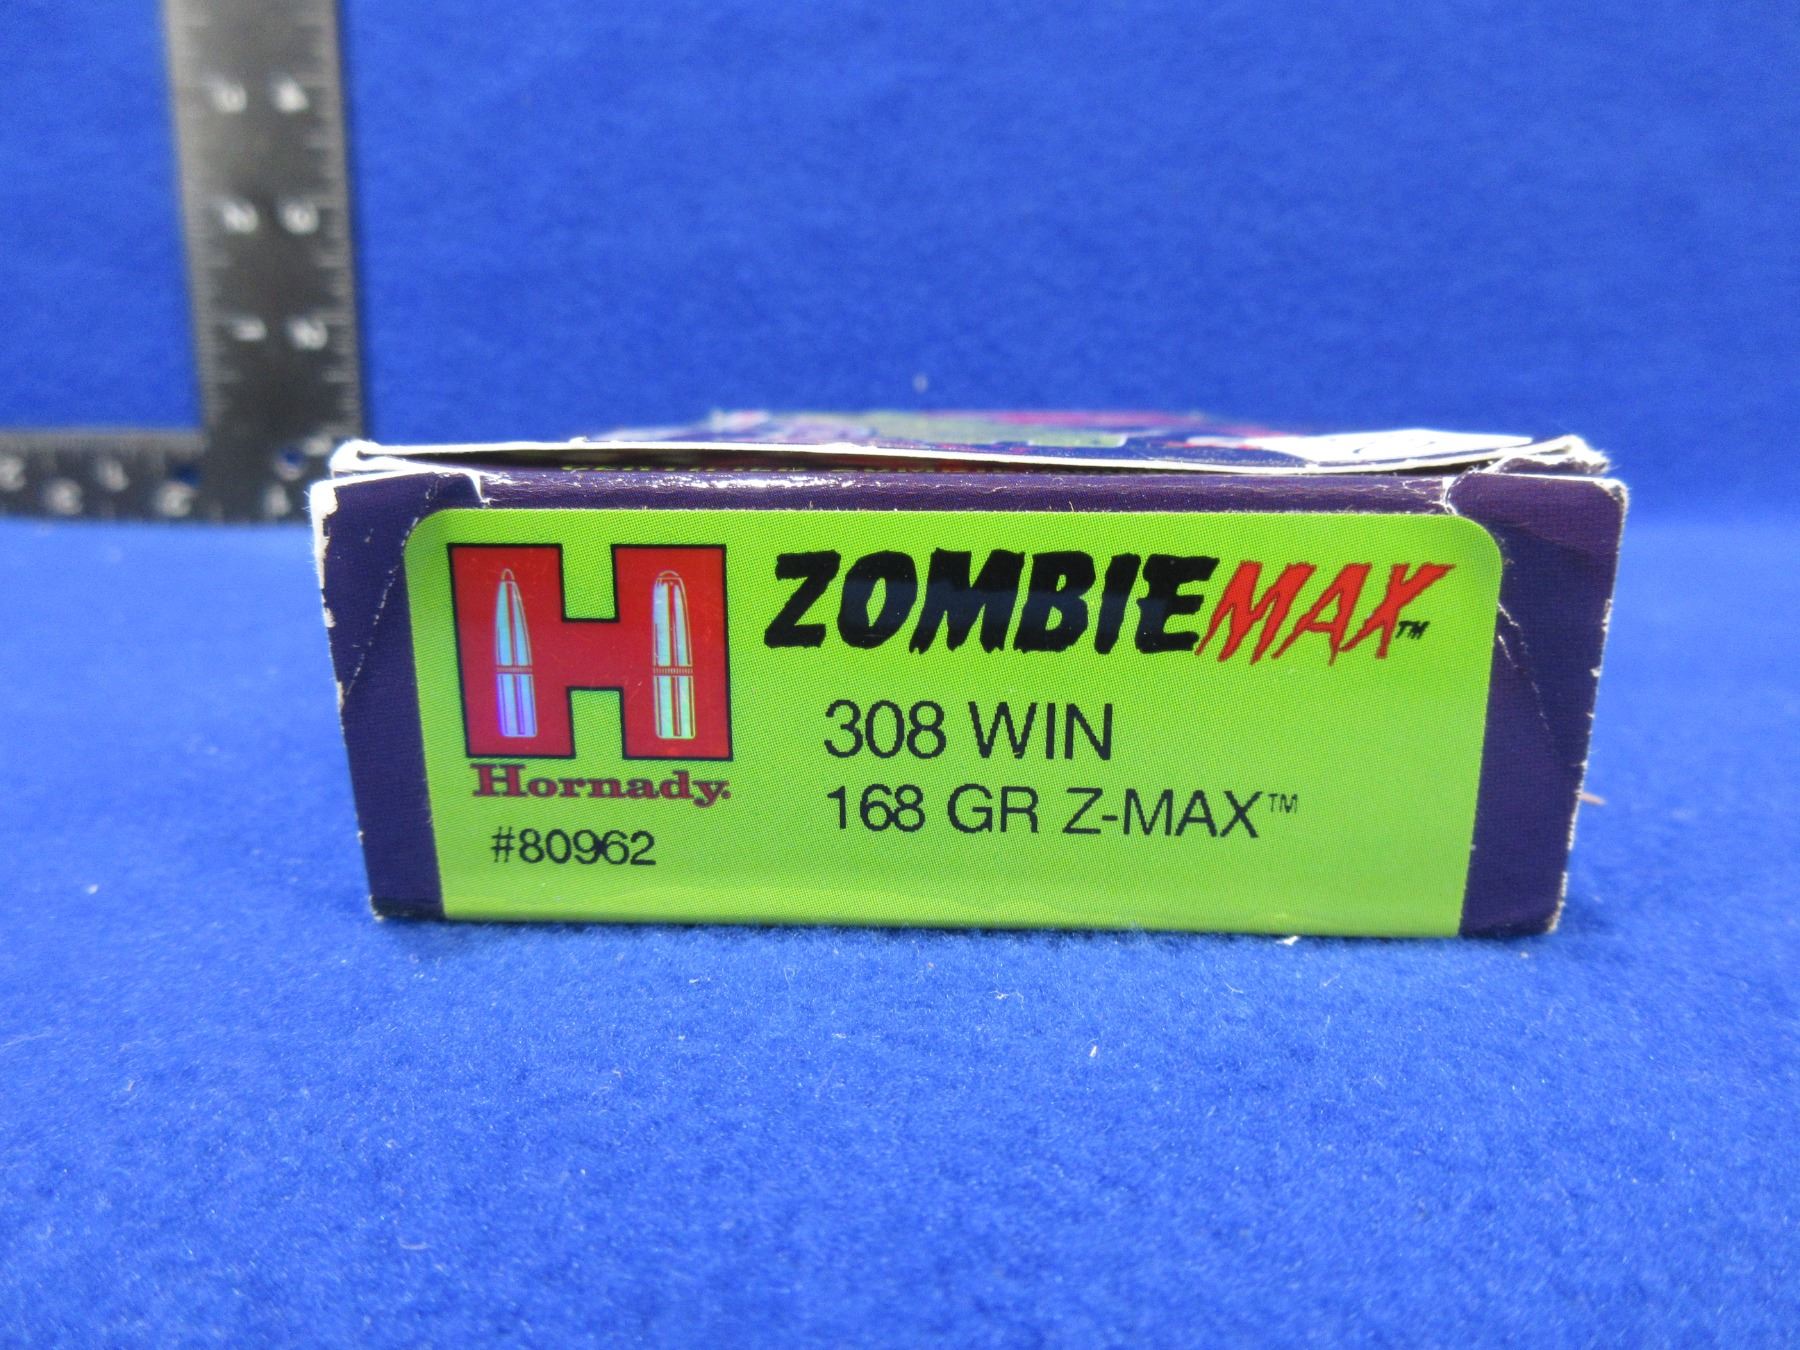 ZOMBIEMAX™
308 WIN
168 GR Z-MAX™
Hornady.
#80962